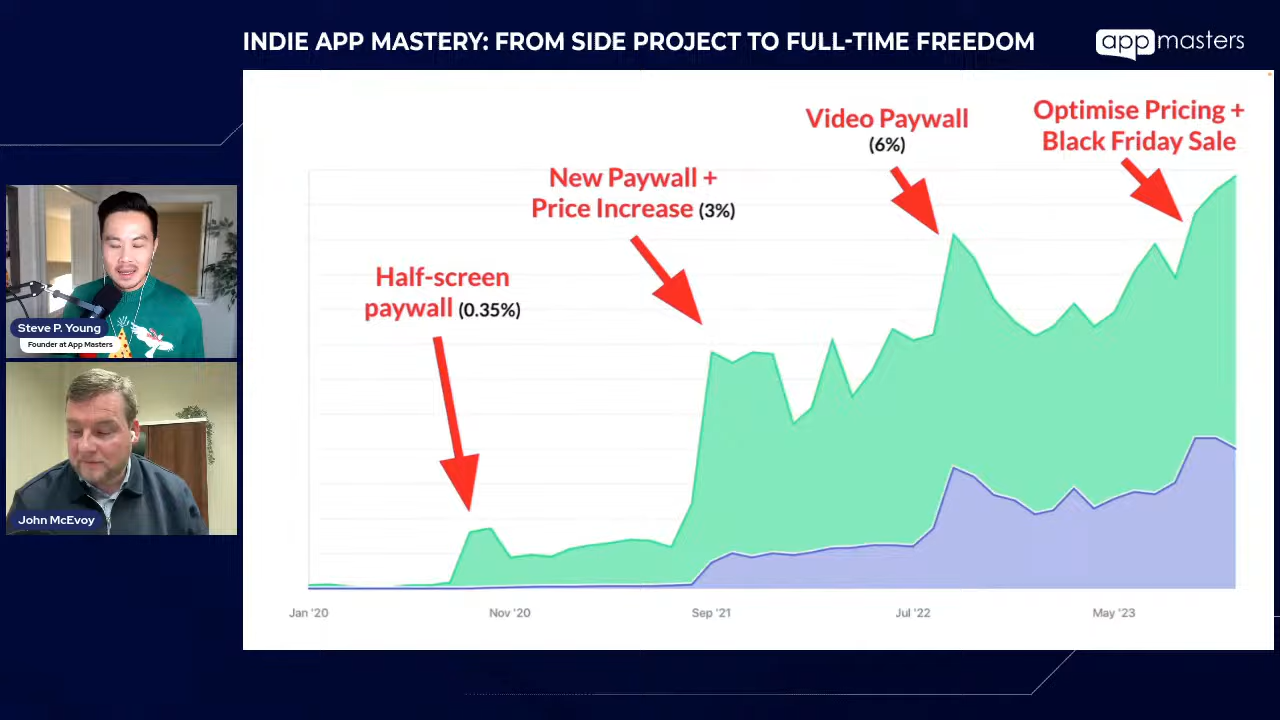 INDIE APP MASTERY: FROM SIDE PROJECT TO FULL-TIME FREEDOM
app masters
Video Paywall
(6%)
Optimise Pricing +
Black Friday Sale
New Paywall +
Price Increase (3%)
Half-screen
paywall (0.35%)
Steve P. Young
Founder at App Masters
John McEvoy
Jan '20
Nov '20
Sep '21
Jul '22
May '23